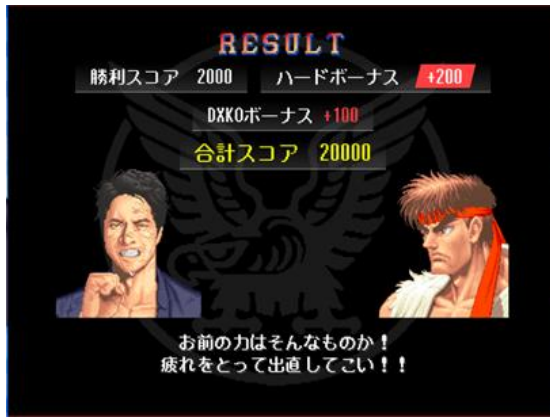 RESULT
勝利スコア 2000 ハードボーナス +200
DXKOボーナス +100
合計スコア 20000
お前の力はそんなものか！
疲れをとって出直してこい！！